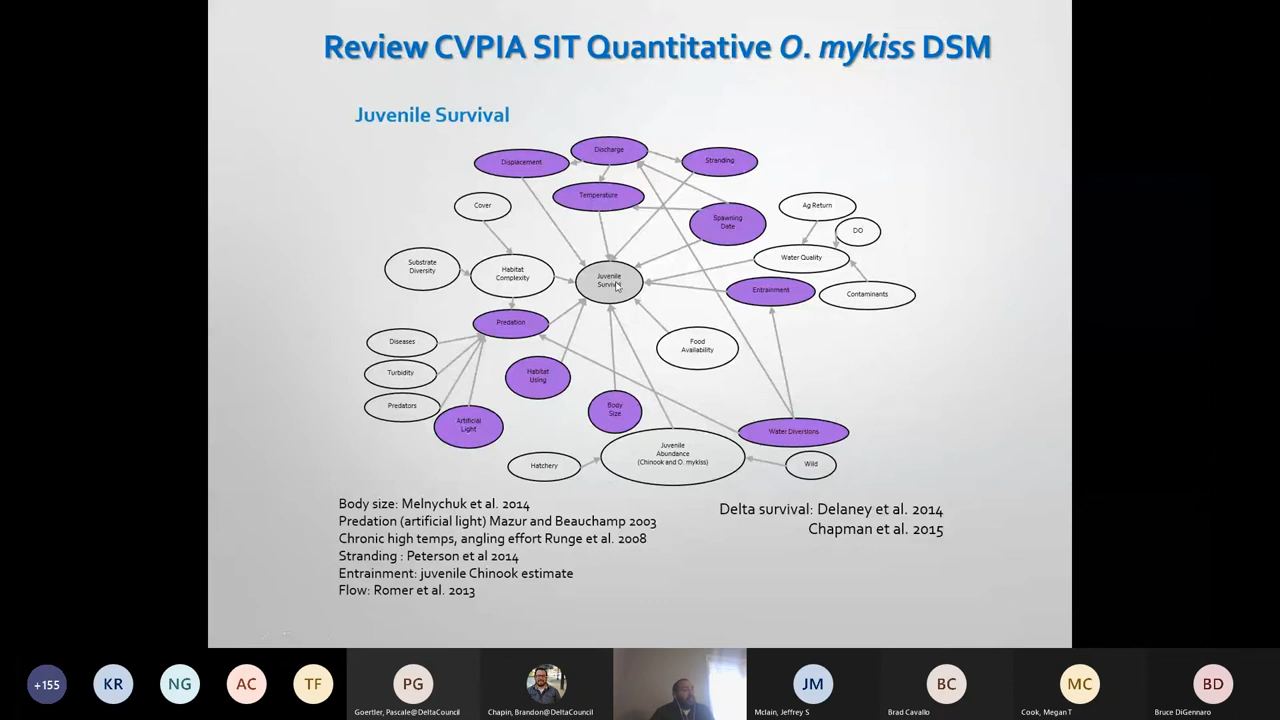 Review CVPIA SIT Quantitative O. mykiss DSM
Juvenile Survival
Discharge
Displacement
Stranding
Temperature
Cover
Spawning
Date
Ag Return
DO
Water Quality
Substrate
Diversity
Habitat
Complexity
Juvenile
Survival
Entrainment
Contaminants
Predation
Diseases
Food
Availability
Turbidity
Habitat
Using
Predators
Body
Size
Artificial
Light
Water Diversions
Juvenile
Abundance
(Chinook and O. mykiss)
Hatchery
Wild
Body size: Melnychuk et al. 2014
Predation (artificial light) Mazur and Beauchamp 2003
Chronic high temps, angling effort Runge et al. 2008
Stranding : Peterson et al 2014
Entrainment: juvenile Chinook estimate
Flow: Romer et al. 2013
Delta survival: Delaney et al. 2014
Chapman et al. 2015
+155
KR
NG
AC
TF
PG
JM
BC
MC
BD
Goertler, Pascale@DeltaCouncil
Chapin, Brandon@DeltaCouncil
Mclain, Jeffrey S
Brad Cavallo
Cook, Megan T
Bruce DiGennaro